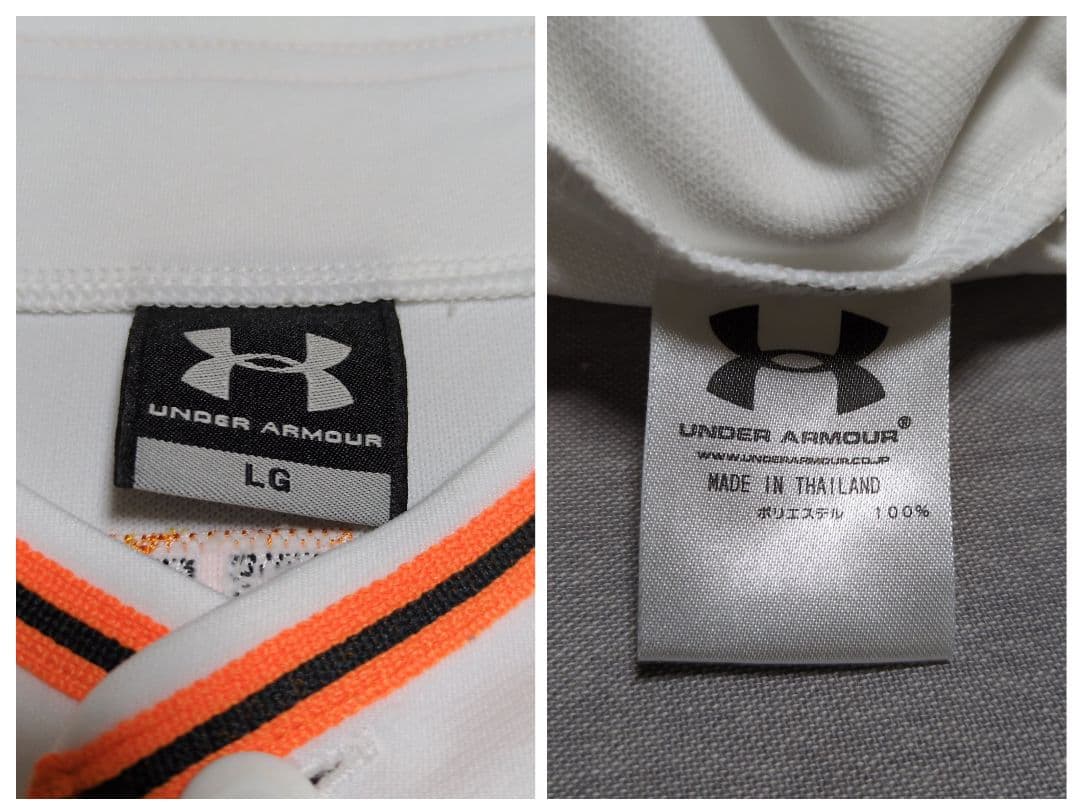 UNDER ARMOUR
LG
UNDER ARMOUR®
WWW.UNDERARMOUR.CO.JP
MADE IN THAILAND
ポリエステル 100%